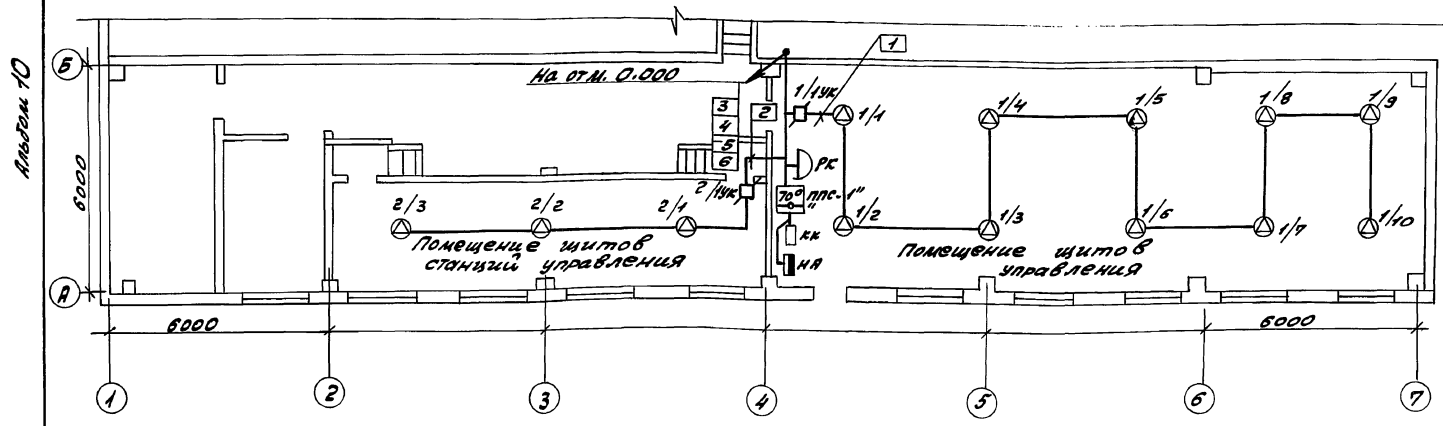 Альбом 10
Б
А
6000
На отм. 0.000
1
1/1УК
3
4
5
6
2
2/1УК
РК
70°
ППС-1"
"
КК
НА
1/1
1/2
1/3
1/4
1/5
1/6
1/7
1/8
1/9
1/10
2/3
2/2
2/1
Помещение щитов
станций управления
Помещение щитов
управления
6000
6000
1
2
3
4
5
6
7